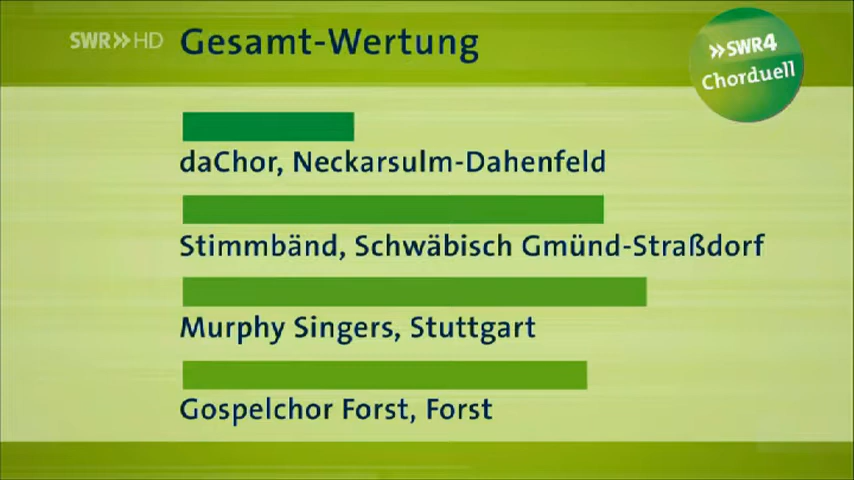 SWR»HD
Gesamt-Wertung
»SWR4
Chorduell
daChor, Neckarsulm-Dahenfeld
Stimmbänd, Schwäbisch Gmünd-Straßdorf
Murphy Singers, Stuttgart
Gospelchor Forst, Forst